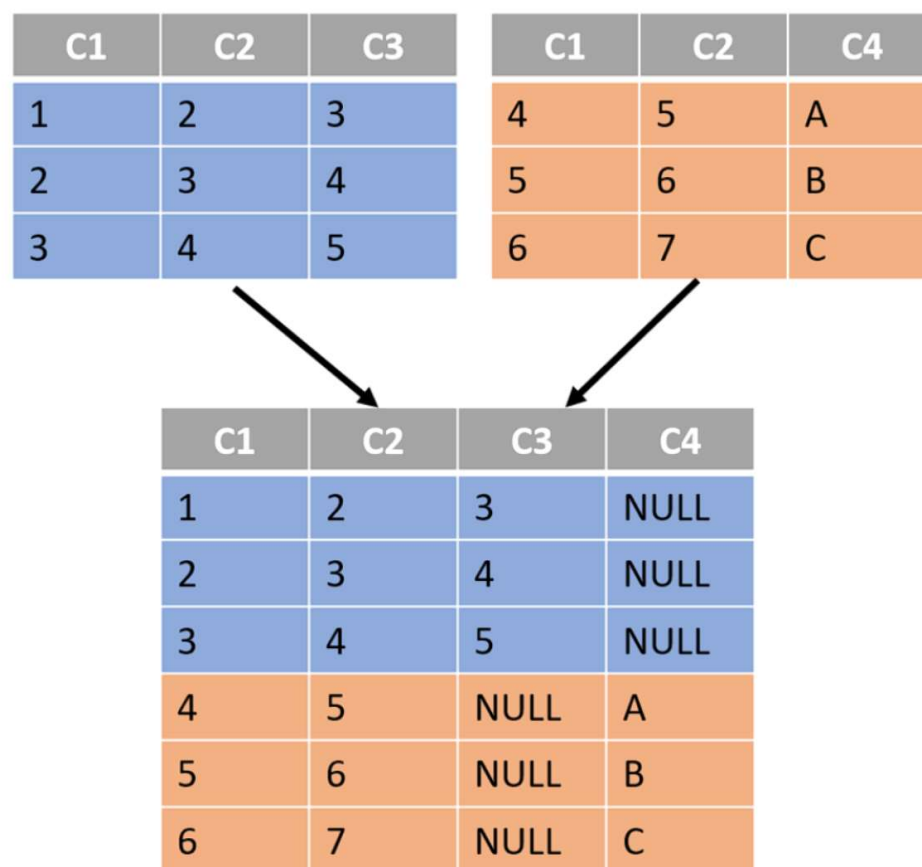 C1 C2 C3
1 2 3
2 3 4
3 4 5
C1 C2 C4
4 5 A
5 6 B
6 7 C
C1 C2 C3 C4
1 2 3 NULL
2 3 4 NULL
3 4 5 NULL
4 5 NULL A
5 6 NULL B
6 7 NULL C